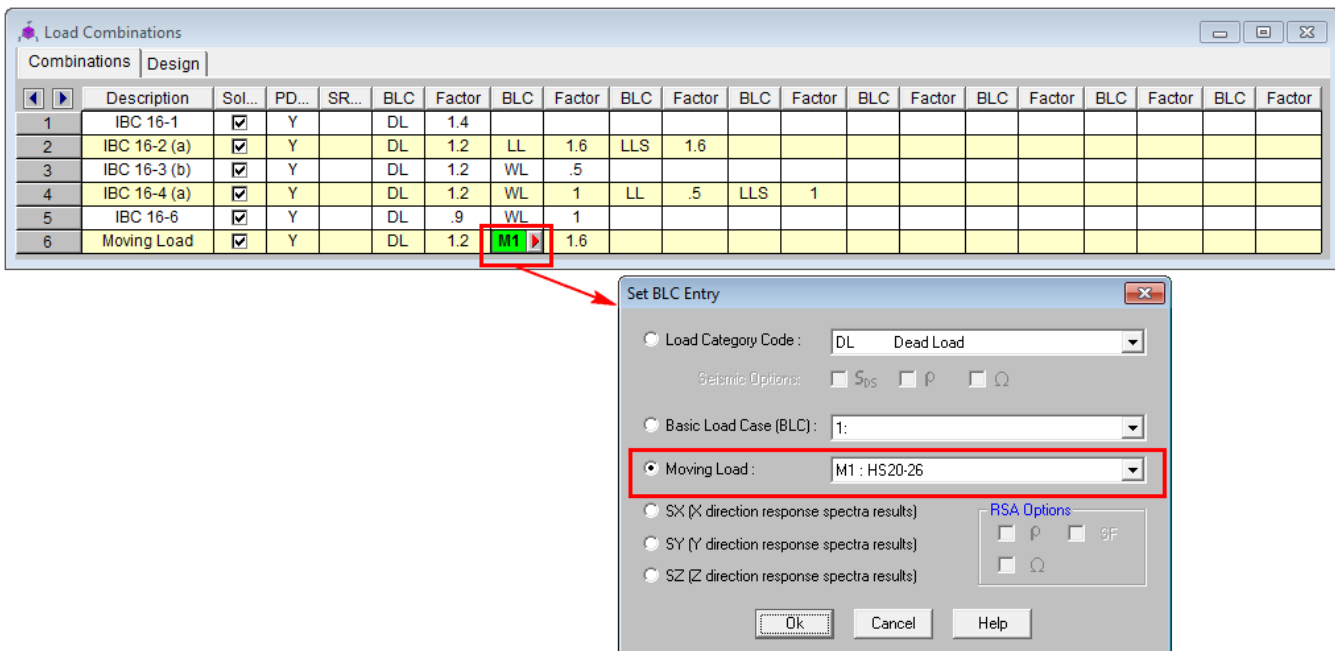 Load Combinations
Combinations Design
Description Sol... PD... SR... BLC Factor BLC Factor BLC Factor BLC Factor BLC Factor BLC Factor BLC Factor BLC Factor
1 IBC 16-1 Y DL 1.4
2 IBC 16-2 (a) Y DL 1.2 LL 1.6 LLS 1.6
3 IBC 16-3 (b) Y DL 1.2 WL .5
4 IBC 16-4 (a) Y DL 1.2 WL 1 LL .5 LLS 1
5 IBC 16-6 Y DL .9 WL 1
6 Moving Load Y DL 1.2 M1 1.6
Set BLC Entry
Load Category Code : DL Dead Load
Seismic Options: SDS ρ Ω
Basic Load Case (BLC) : 1:
Moving Load : M1 : HS20-26
SX (X direction response spectra results)
RSA Options
ρ SF
SY (Y direction response spectra results)
Ω
SZ (Z direction response spectra results)
Ok Cancel Help